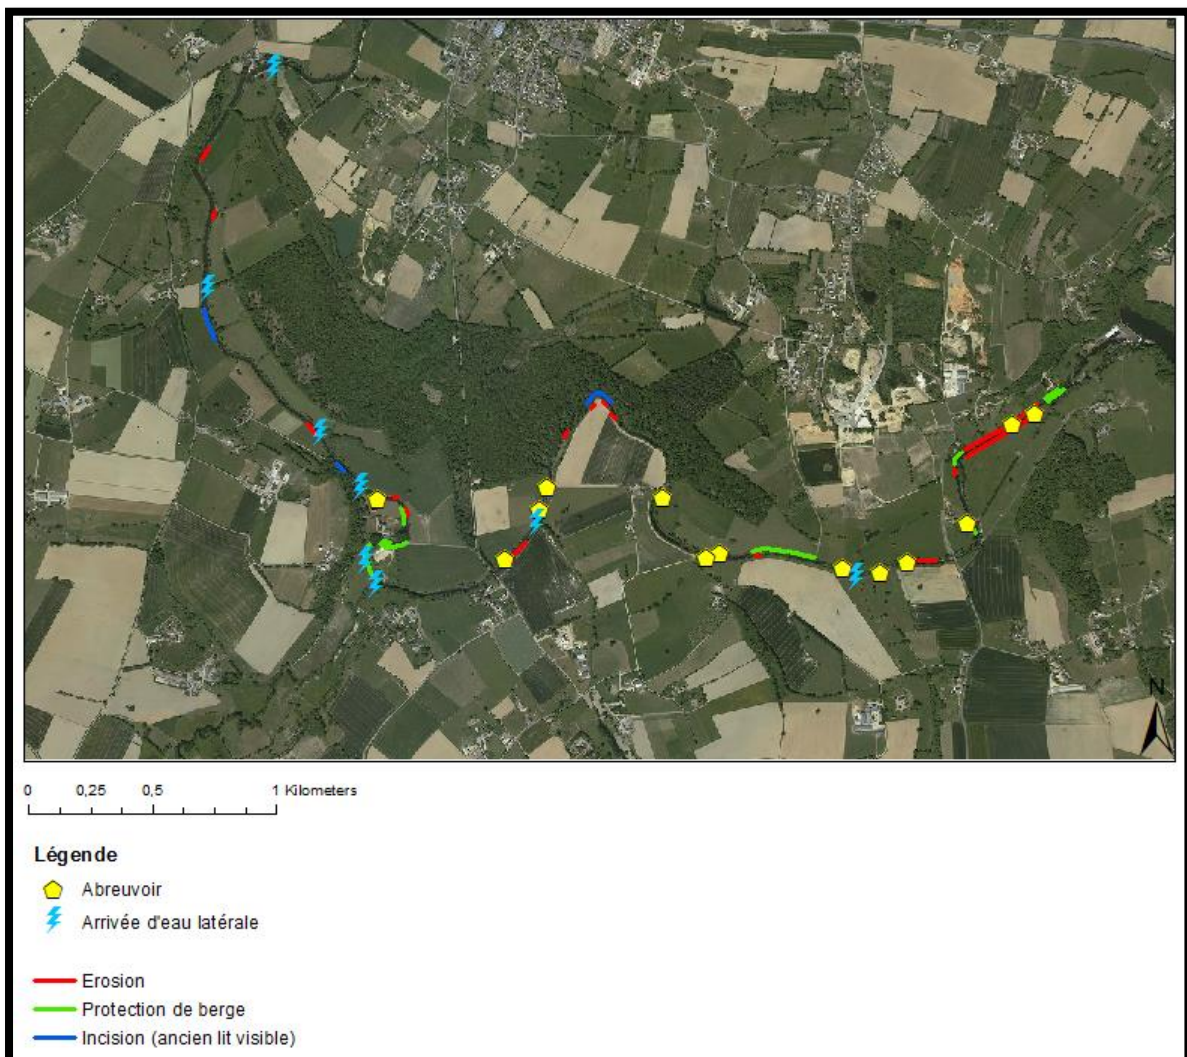 N
0 0,25 0,5 1 Kilometers
Légende
Abreuvoir
Arrivée d'eau latérale
Erosion
Protection de berge
Incision (ancien lit visible)